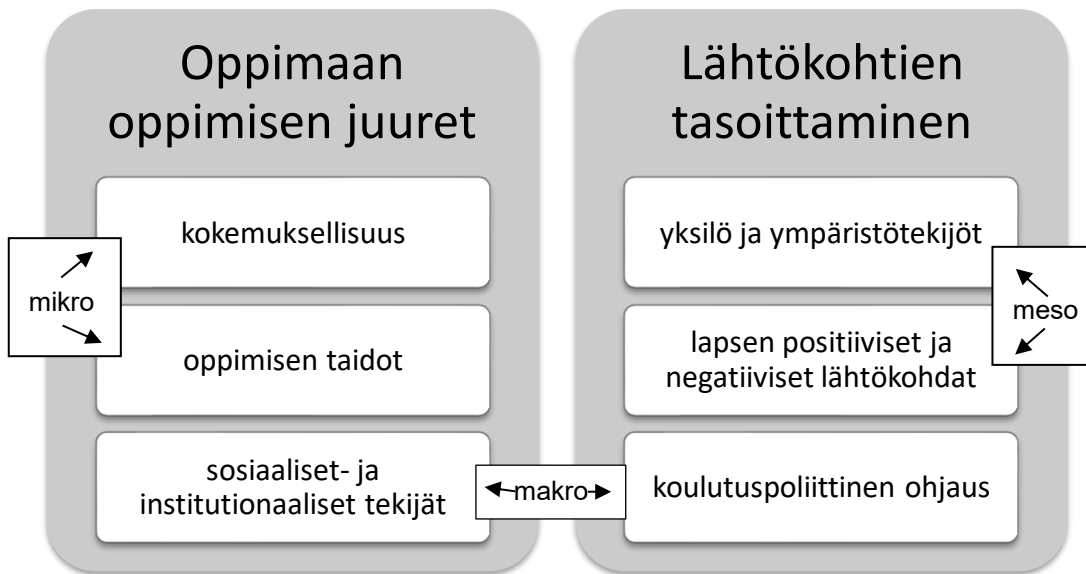 Oppimaan
oppimisen juuret
kokemuksellisuus
mikro
oppimisen taidot
sosiaaliset- ja
institutionaaliset tekijät
makro
Lähtökohtien
tasoittaminen
yksilö ja ympäristötekijöt
meso
lapsen positiiviset ja
negatiiviset lähtökohdat
koulutuspoliittinen ohjaus